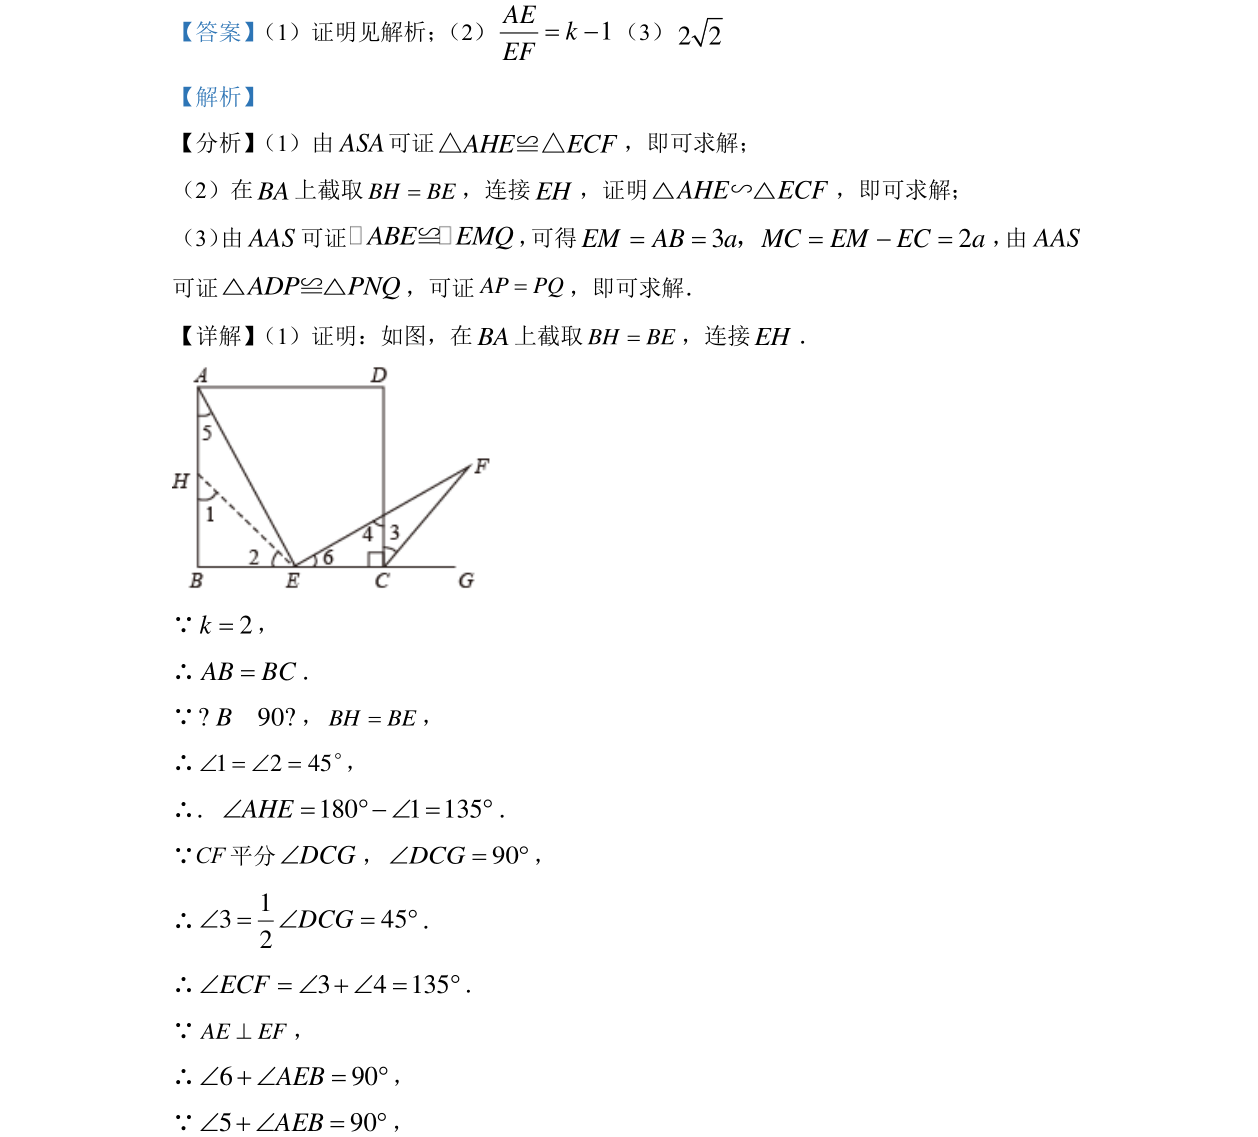 【答案】（1）证明见解析；（2）AE/EF = k − 1（3）2√2
【解析】
【分析】（1）由 ASA 可证 △AHE≌△ECF，即可求解；
（2）在 BA 上截取 BH = BE，连接 EH，证明 △AHE∽△ECF，即可求解；
（3）由 AAS 可证□ABE≌□EMQ，可得 EM = AB = 3a，MC = EM − EC = 2a，由 AAS
可证 △ADP≌△PNQ，可证 AP = PQ，即可求解．
【详解】（1）证明：如图，在 BA 上截取 BH = BE，连接 EH．
A D
5
F
H
1
4 3
2 6
B E C G
∵ k = 2，
∴ AB = BC．
∵ ? B 90?，BH = BE，
∴ ∠1 = ∠2 = 45°，
∴．∠AHE = 180° − ∠1 = 135°．
∵ CF 平分 ∠DCG，∠DCG = 90°，
∴ ∠3 = 1/2 ∠DCG = 45°．
∴ ∠ECF = ∠3 + ∠4 = 135°．
∵ AE ⊥ EF，
∴ ∠6 + ∠AEB = 90°，
∵ ∠5 + ∠AEB = 90°，